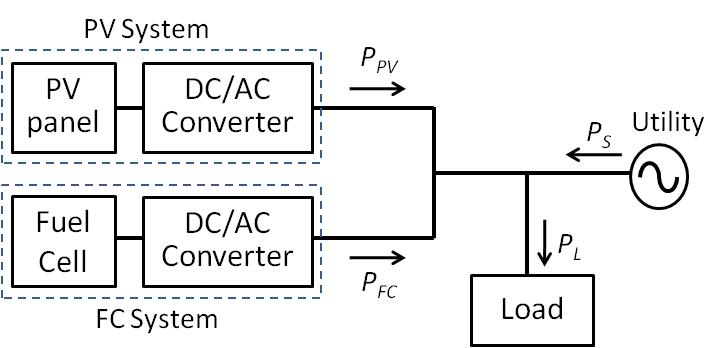 PV System
PV
panel
DC/AC
Converter
P_PV
P_S
Utility
Fuel
Cell
DC/AC
Converter
P_FC
P_L
Load
FC System